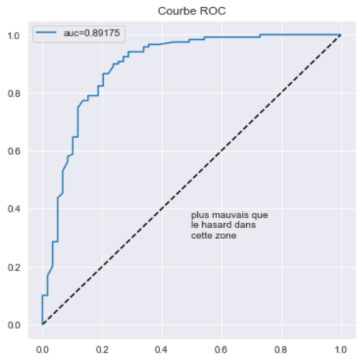 Courbe ROC
auc=0.89175
1.0
0.8
0.6
0.4
0.2
0.0
plus mauvais que
le hasard dans
cette zone
0.0 0.2 0.4 0.6 0.8 1.0